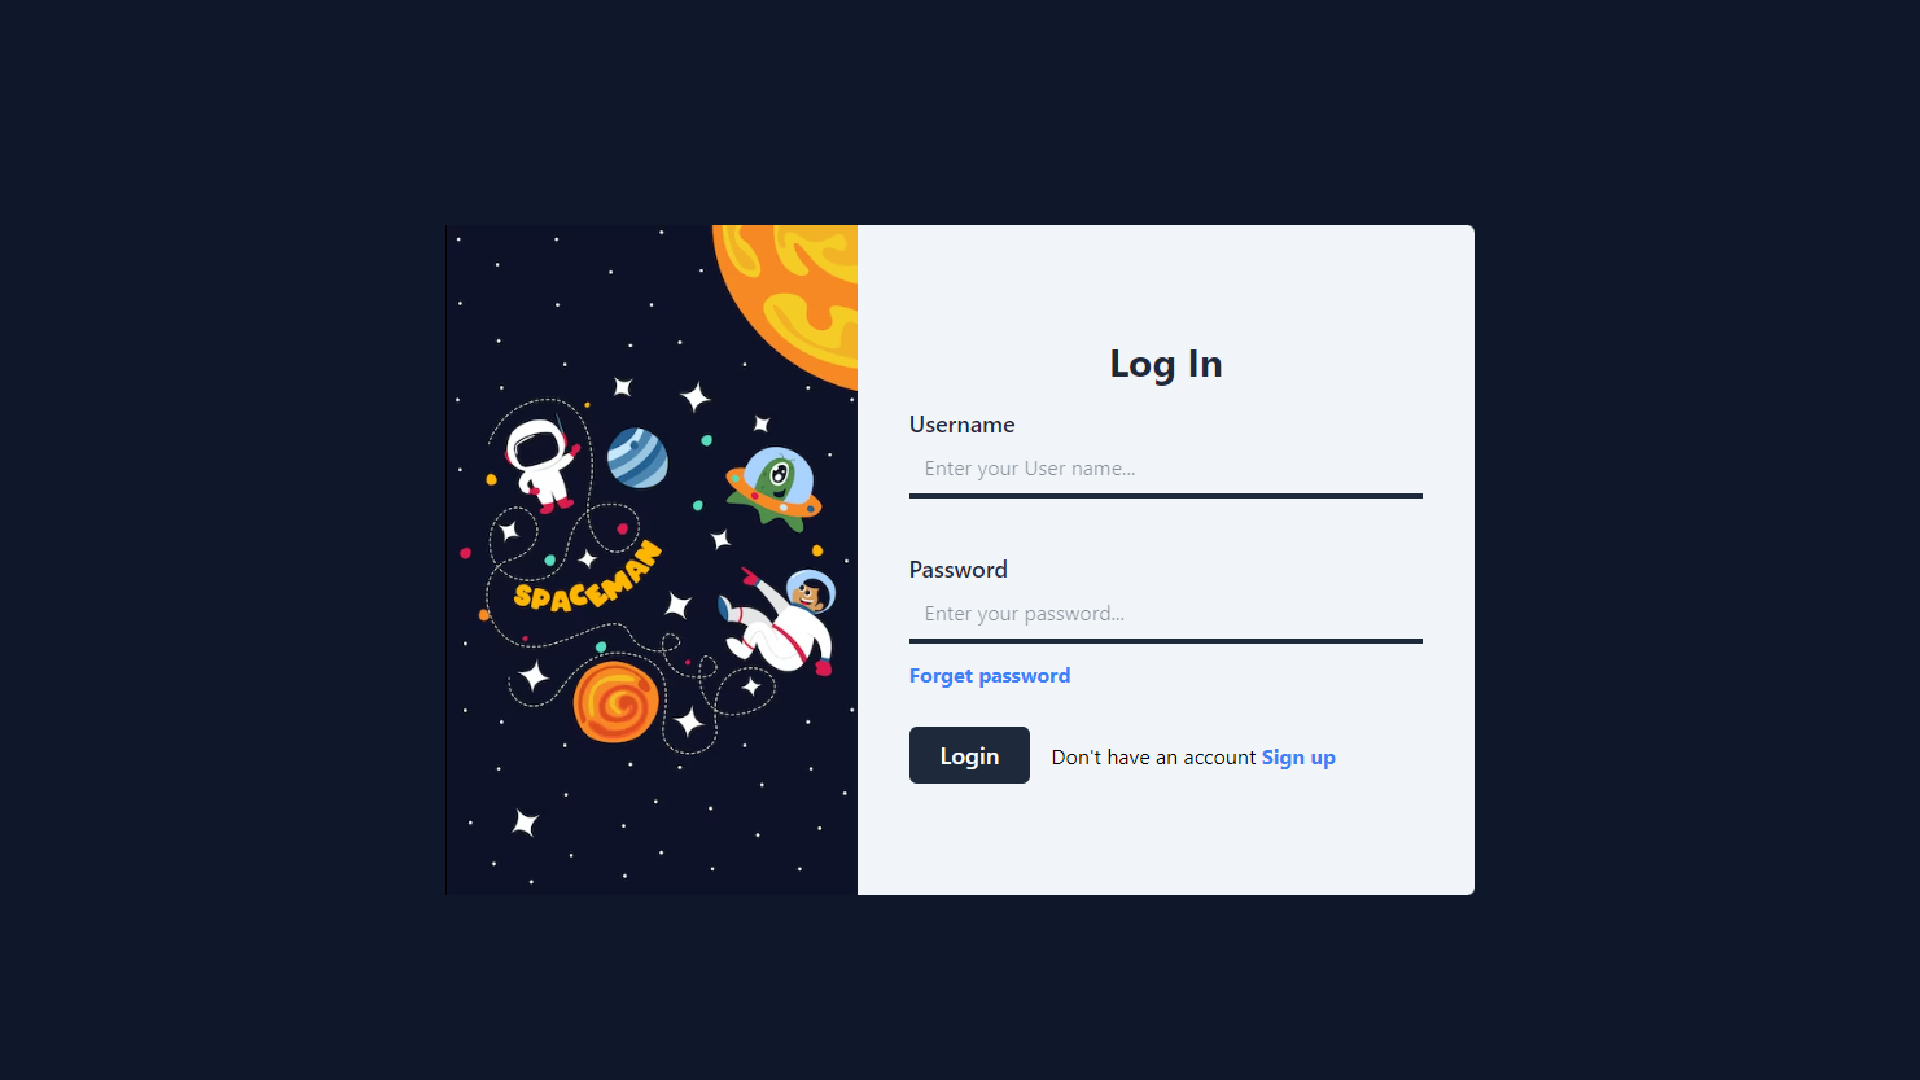 SPACEMAN
Log In
Username
Enter your User name...
Password
Enter your password...
Forget password
Login
Don't have an account Sign up